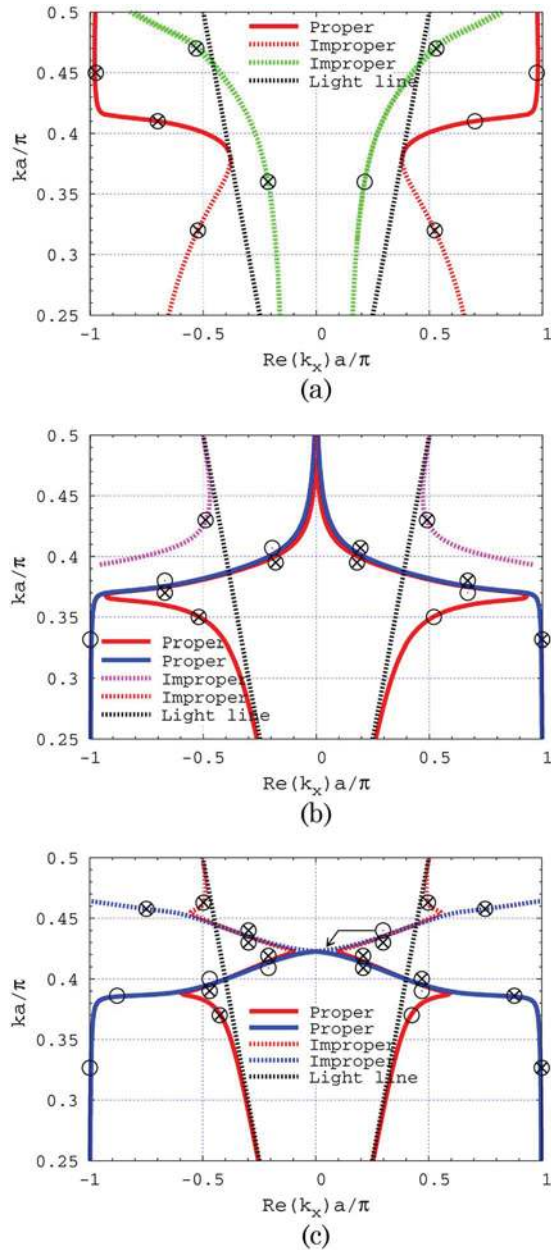 0.5
Proper
Improper
Improper
Light line
0.45
0.4
ka/π
0.35
0.3
0.25
-1
-0.5
0
0.5
1
Re(kₓ)a/π
(a)
0.5
0.45
0.4
ka/π
0.35
Proper
Proper
0.3
Improper
Improper
Light line
0.25
-1
-0.5
0
0.5
1
Re(kₓ)a/π
(b)
0.5
0.45
0.4
ka/π
0.35
Proper
Proper
Improper
0.3
Improper
Light line
0.25
-1
-0.5
0
0.5
1
Re(kₓ)a/π
(c)